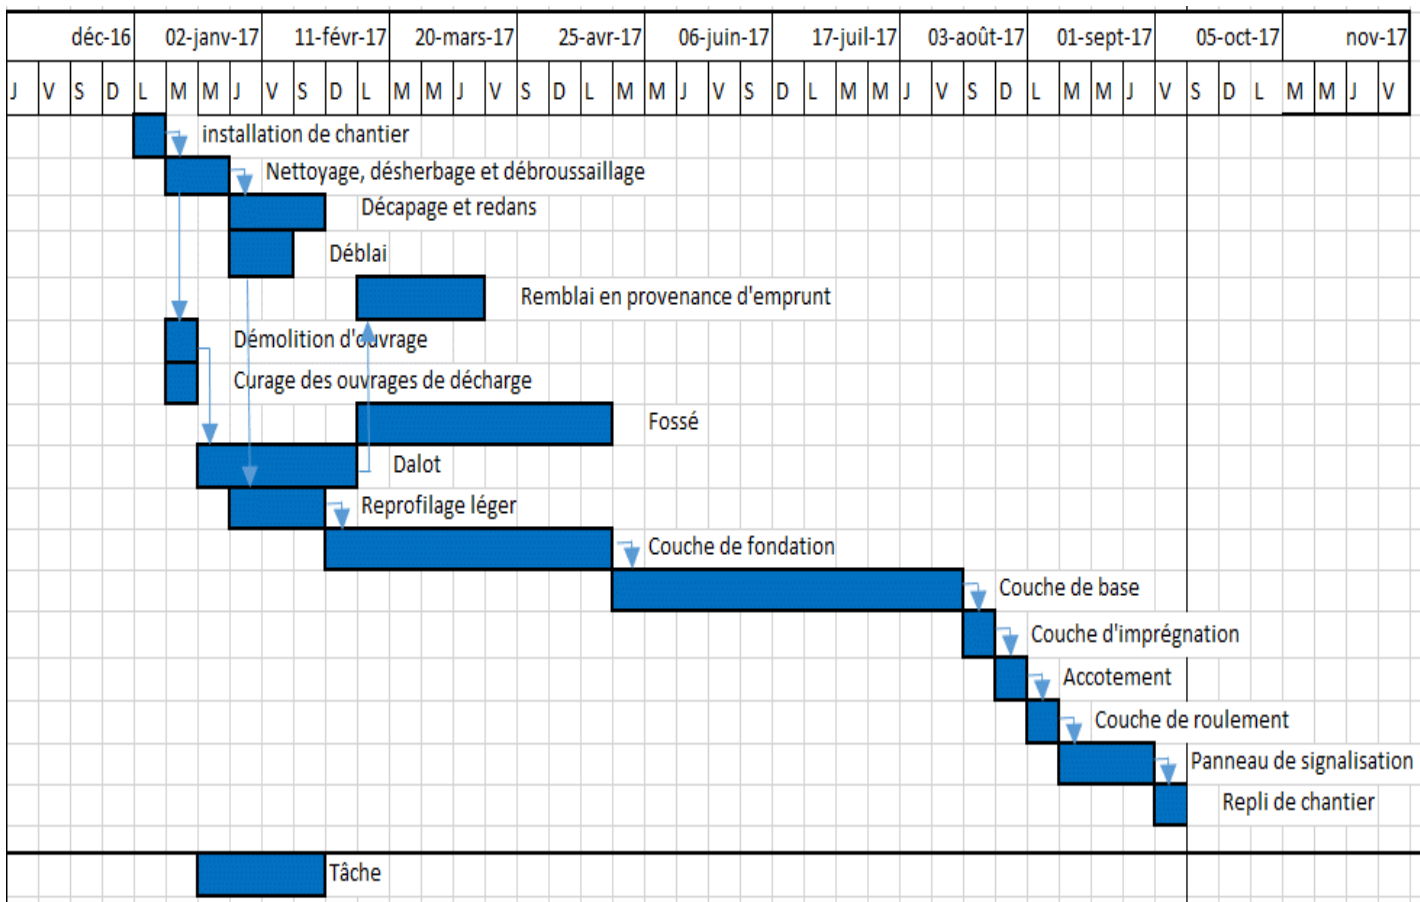 déc-16 02-janv-17 11-févr-17 20-mars-17 25-avr-17 06-juin-17 17-juil-17 03-août-17 01-sept-17 05-oct-17 nov-17
J V S D L M M J V S D L M M J V S D L M M J V S D L M M J V S D L M M J V S D L M M J V
installation de chantier
Nettoyage, désherbage et débroussaillage
Décapage et redans
Déblai
Remblai en provenance d'emprunt
Démolition d'ouvrage
Curage des ouvrages de décharge
Fossé
Dalot
Reprofilage léger
Couche de fondation
Couche de base
Couche d'imprégnation
Accotement
Couche de roulement
Panneau de signalisation
Repli de chantier
Tâche